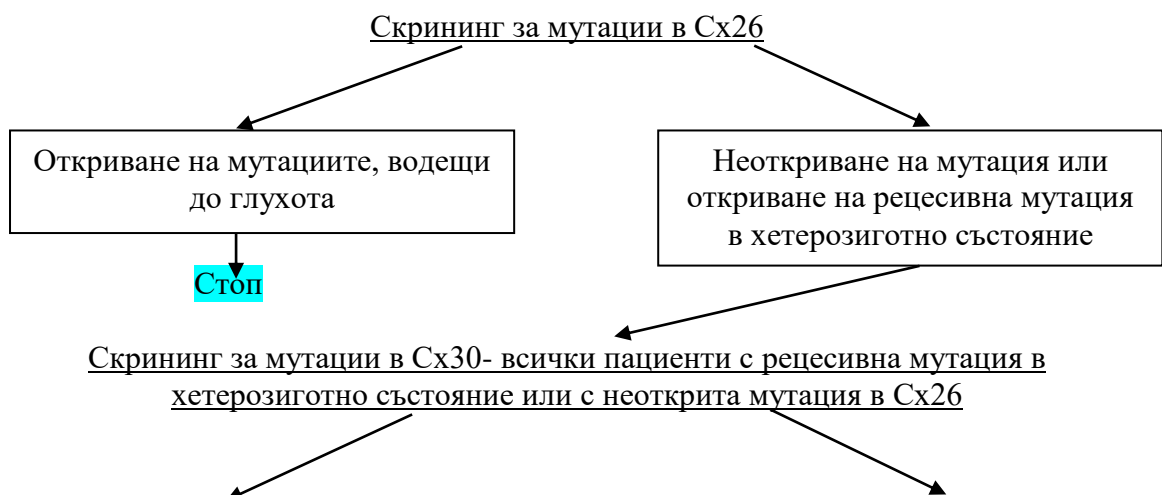 Скрининг за мутации в Cx26
Откриване на мутациите, водещи
до глухота
Неоткриване на мутация или
откриване на рецесивна мутация
в хетерозиготно състояние
Стоп
Скрининг за мутации в Cx30- всички пациенти с рецесивна мутация в
хетерозиготно състояние или с неоткрита мутация в Cx26